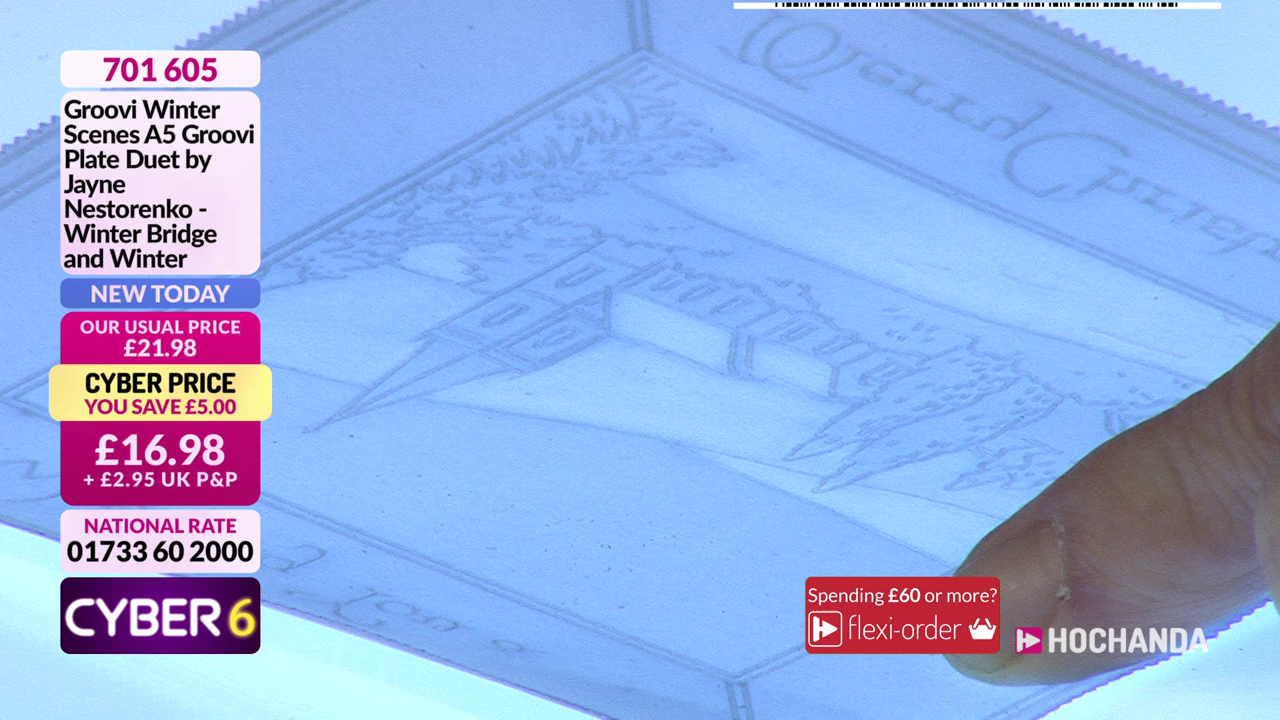 701 605
Groovi Winter
Scenes A5 Groovi
Plate Duet by
Jayne
Nestorenko -
Winter Bridge
and Winter
NEW TODAY
OUR USUAL PRICE
£21.98
CYBER PRICE
YOU SAVE £5.00
£16.98
+ £2.95 UK P&P
NATIONAL RATE
01733 60 2000
CYBER 6
Spending £60 or more?
flexi-order
HOCHANDA